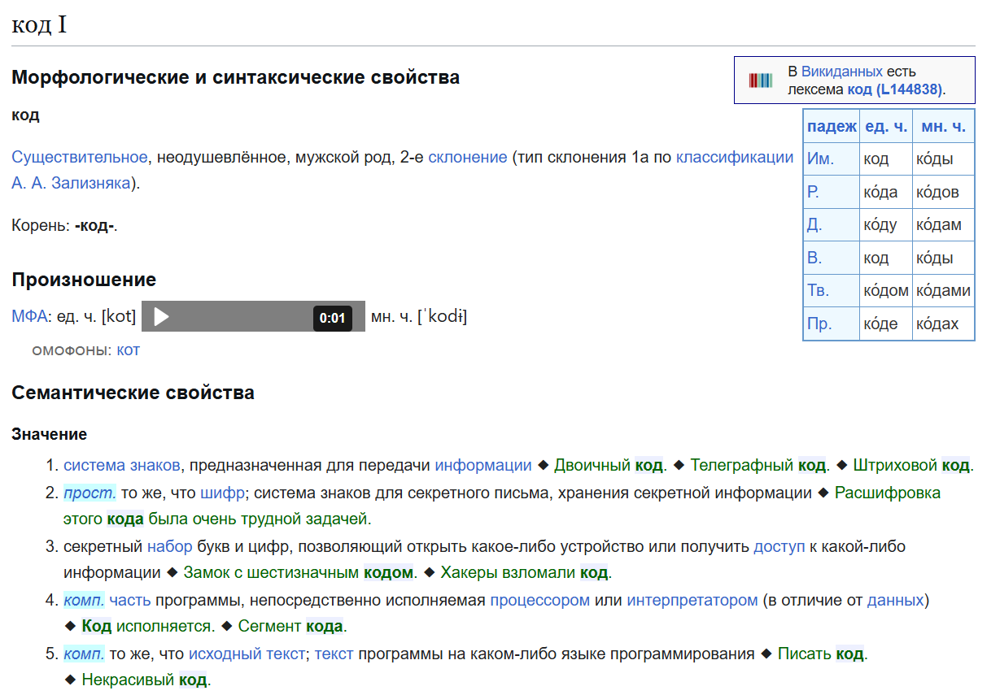 код I
Морфологические и синтаксические свойства
В Викиданных есть
лексема код (L144838).
код
Существительное, неодушевлённое, мужской род, 2-е склонение (тип склонения 1a по классификации
А. А. Зализняка).
Корень: -код-.
падеж ед. ч. мн. ч.
Им. код ко́ды
Р. ко́да ко́дов
Д. ко́ду ко́дам
В. код ко́ды
Тв. ко́дом ко́дами
Пр. ко́де ко́дах
Произношение
МФА: ед. ч. [kot] 0:01 мн. ч. [ˈkodɨ]
омофоны: кот
Семантические свойства
Значение
1. система знаков, предназначенная для передачи информации ◆ Двоичный код. ◆ Телеграфный код. ◆ Штриховой код.
2. прост. то же, что шифр; система знаков для секретного письма, хранения секретной информации ◆ Расшифровка
этого кода была очень трудной задачей.
3. секретный набор букв и цифр, позволяющий открыть какое-либо устройство или получить доступ к какой-либо
информации ◆ Замок с шестизначным кодом. ◆ Хакеры взломали код.
4. комп. часть программы, непосредственно исполняемая процессором или интерпретатором (в отличие от данных)
◆ Код исполняется. ◆ Сегмент кода.
5. комп. то же, что исходный текст; текст программы на каком-либо языке программирования ◆ Писать код.
◆ Некрасивый код.